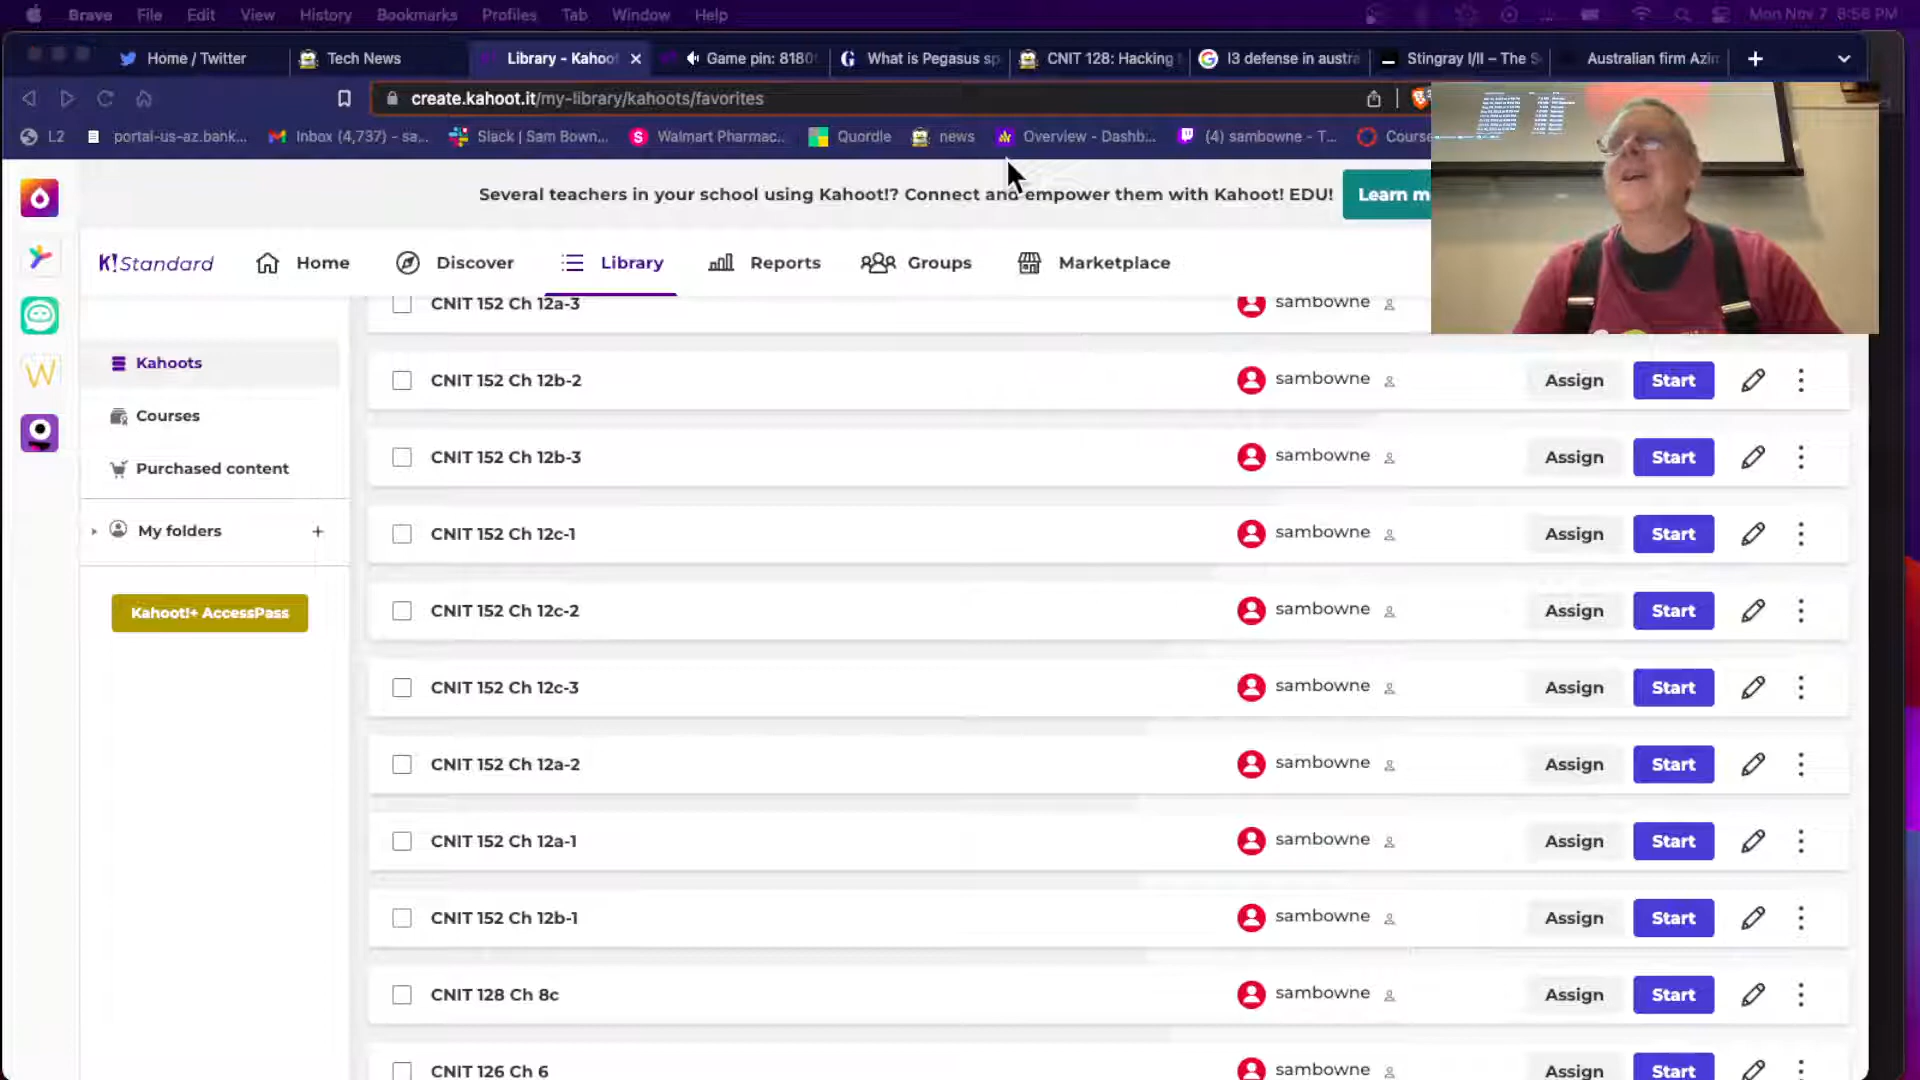 Brave File Edit View History Bookmarks Profiles Tab Window Help Mon Nov 7 8:56 PM
Home / Twitter Tech News Library - Kahoot Game pin: 8180 What is Pegasus sp CNIT 128: Hacking I3 defense in austra Stingray I/II – The S Australian firm Azim
create.kahoot.it/my-library/kahoots/favorites
L2 portal-us-az.bank... Inbox (4,737) - sa... Slack | Sam Bown... Walmart Pharmac... Quordle news Overview - Dashb... (4) sambowne - T... Course
Several teachers in your school using Kahoot!? Connect and empower them with Kahoot! EDU! Learn m
K!Standard Home Discover Library Reports Groups Marketplace
CNIT 152 Ch 12a-3 sambowne
Kahoots
CNIT 152 Ch 12b-2 sambowne Assign Start
Courses
CNIT 152 Ch 12b-3 sambowne Assign Start
Purchased content
CNIT 152 Ch 12c-1 sambowne Assign Start
My folders +
CNIT 152 Ch 12c-2 sambowne Assign Start
Kahoot!+ AccessPass
CNIT 152 Ch 12c-3 sambowne Assign Start
CNIT 152 Ch 12a-2 sambowne Assign Start
CNIT 152 Ch 12a-1 sambowne Assign Start
CNIT 152 Ch 12b-1 sambowne Assign Start
CNIT 128 Ch 8c sambowne Assign Start
CNIT 126 Ch 6 sambowne Assign Start